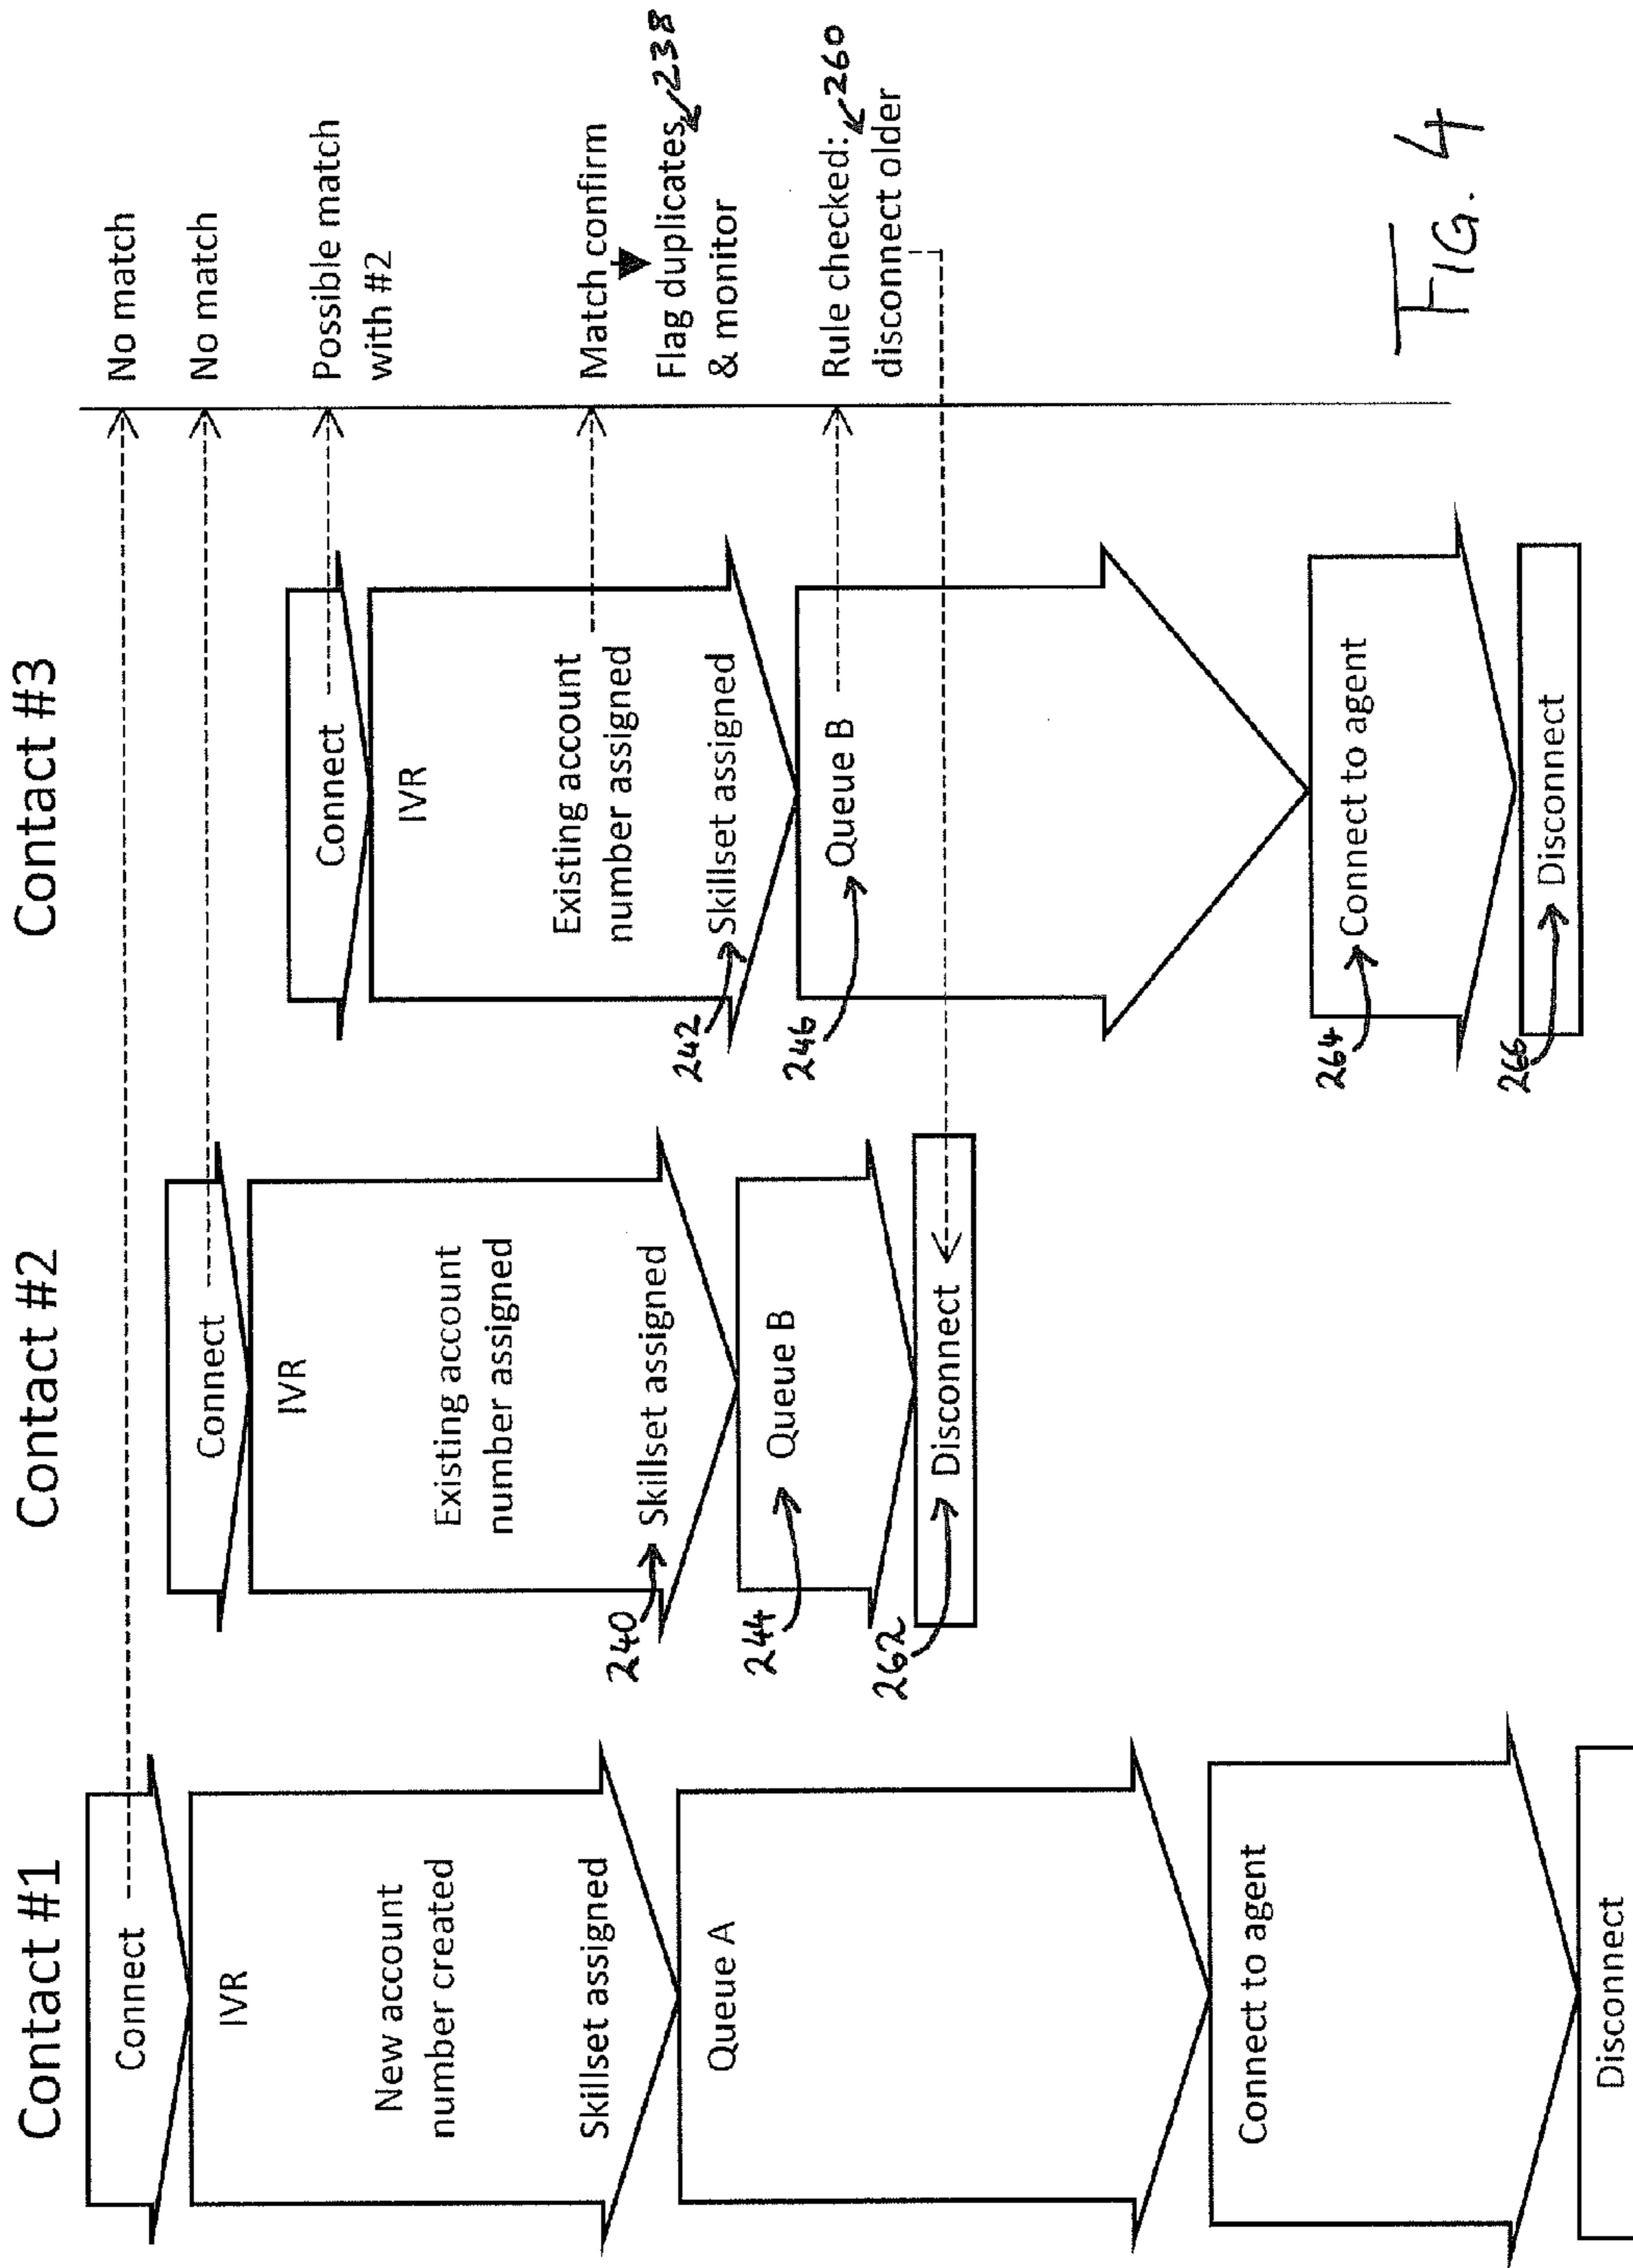 Contact #1
Connect
IVR
New account
number created
Skillset assigned
Queue A
Connect to agent
Disconnect
Contact #2
Connect
IVR
Existing account
number assigned
240
Skillset assigned
244
Queue B
262
Disconnect
Contact #3
Connect
IVR
Existing account
number assigned
242
Skillset assigned
246
Queue B
264
Connect to agent
266
Disconnect
No match
No match
Possible match
with #2
Match confirm
Flag duplicates 238
& monitor
Rule checked: 260
disconnect older
FIG. 4